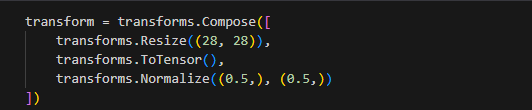 transform = transforms.Compose([
    transforms.Resize((28, 28)),
    transforms.ToTensor(),
    transforms.Normalize((0.5,), (0.5,))
])